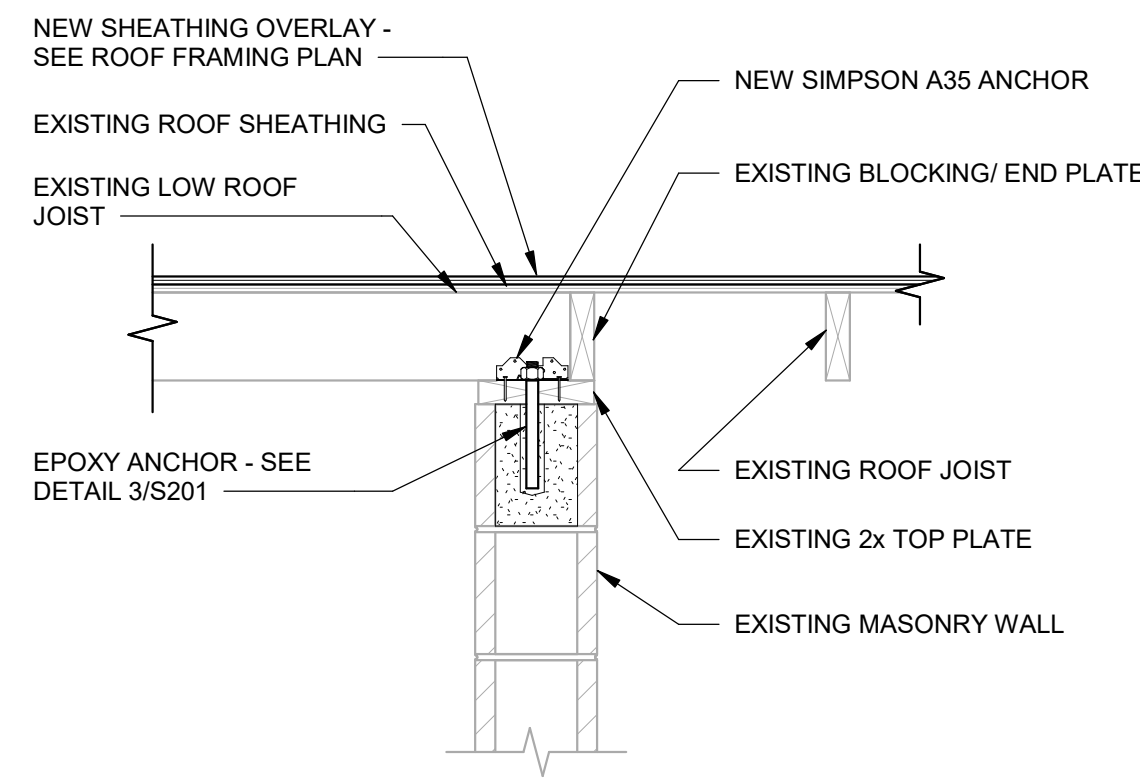 NEW SHEATHING OVERLAY -
SEE ROOF FRAMING PLAN
EXISTING ROOF SHEATHING
EXISTING LOW ROOF
JOIST
EPOXY ANCHOR - SEE
DETAIL 3/S201
NEW SIMPSON A35 ANCHOR
EXISTING BLOCKING/ END PLATE
EXISTING ROOF JOIST
EXISTING 2x TOP PLATE
EXISTING MASONRY WALL